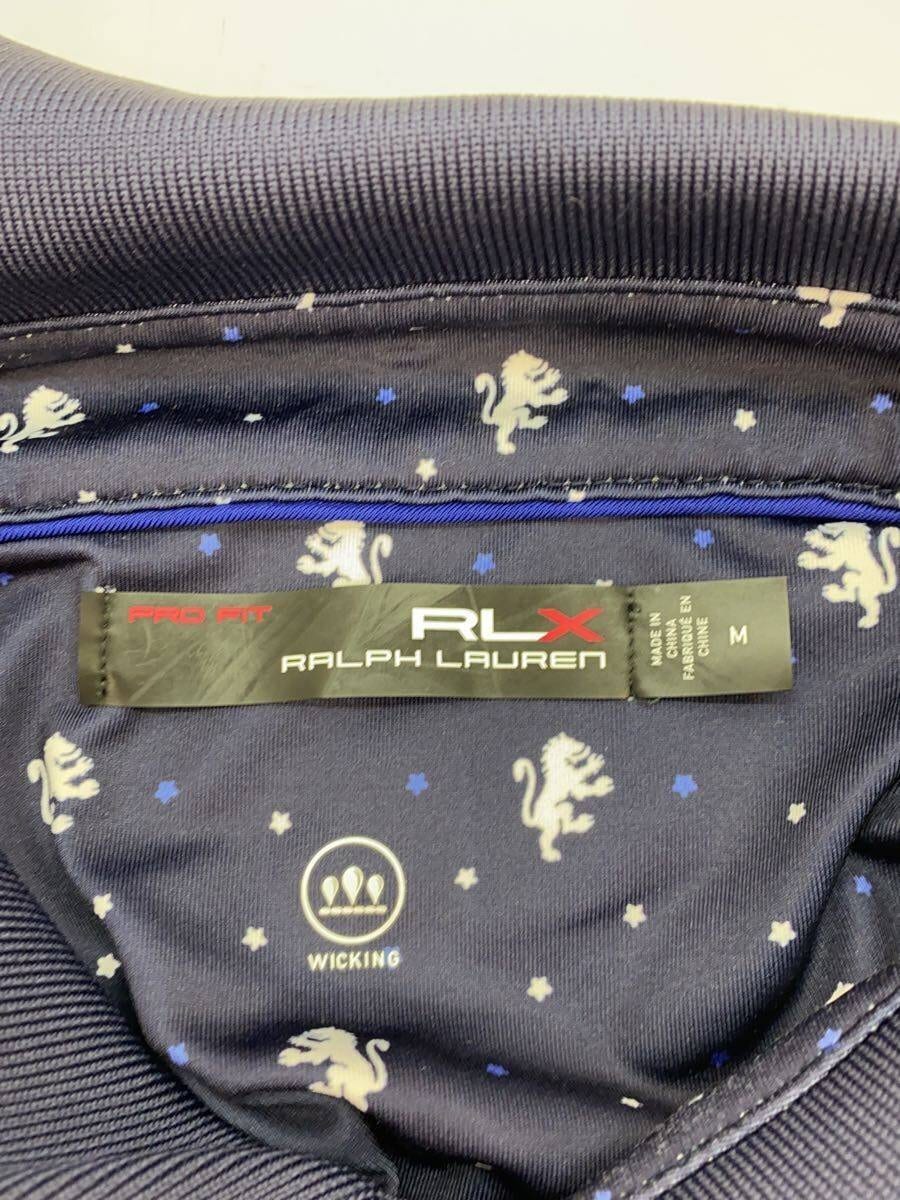 PRO FIT
RLX
RALPH LAUREN
MADE IN
CHINA
FABRIQUÉ EN
CHINE
M
WICKING